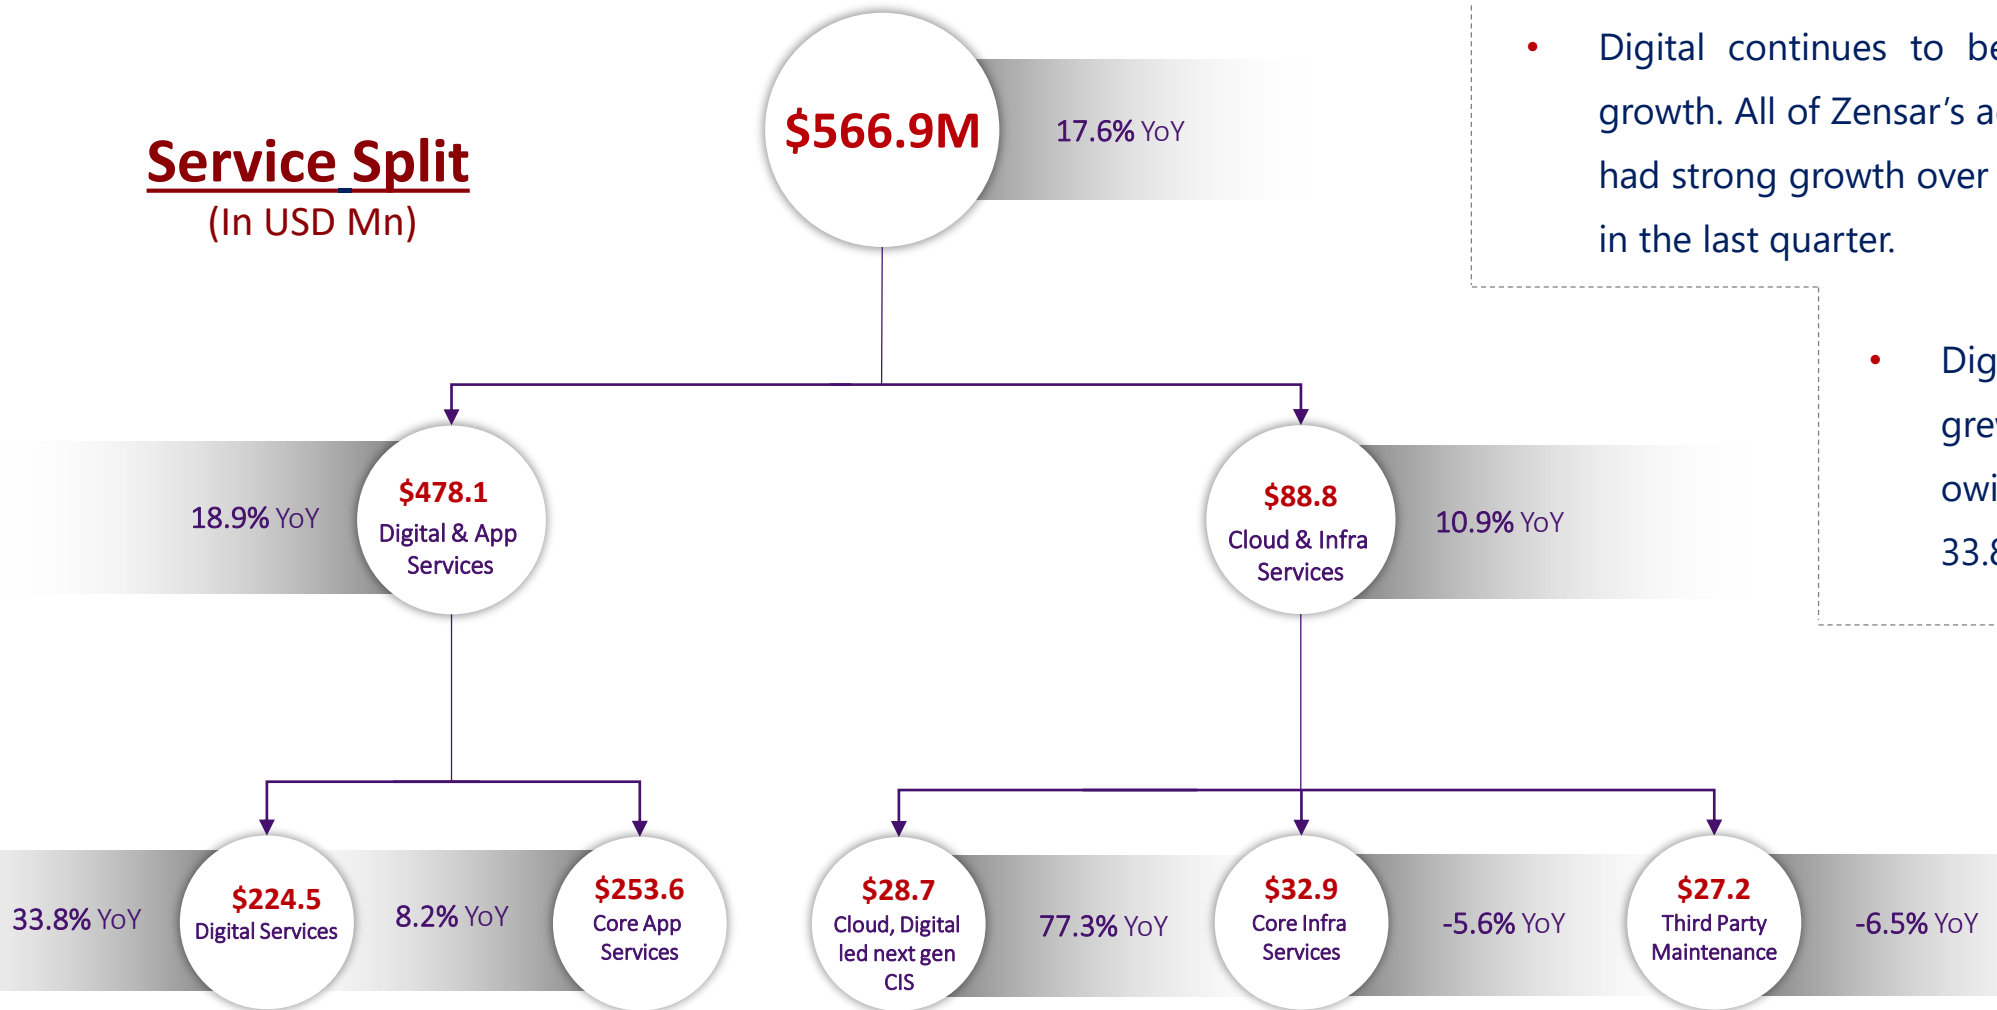 Service Split
(In USD Mn)
$566.9M
17.6% YoY
• Digital continues to
growth. All of Zensar's
had strong growth over
in the last quarter.
•
33.8
18.9% YoY
$478.1
Digital & App
Services
$88.8
Cloud & Infra
Services
10.9% YoY
33.8% YoY
$224.5
Digital Services
8.2% YoY
$253.6
Core App
Services
$28.7
Cloud, Digital
led next gen
CIS
77.3% YoY
$32.9
Core Infra
Services
-5.6% YoY
$27.2
Third Party
Maintenance
-6.5% YoY